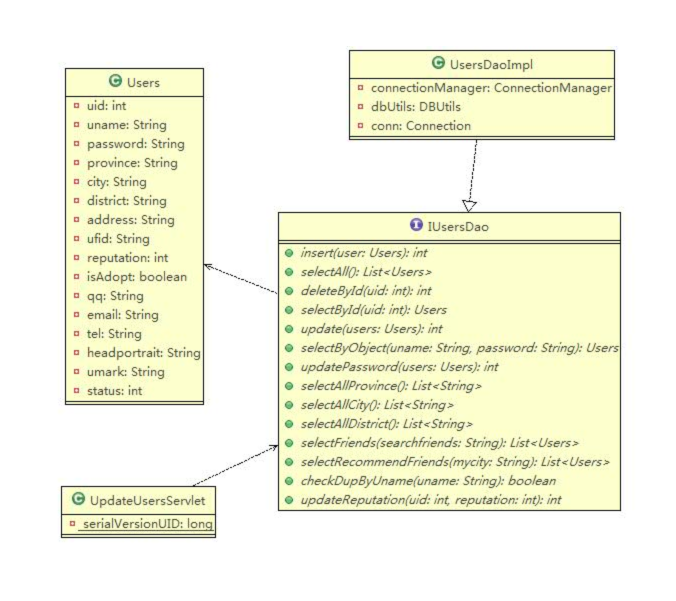 C Users
uid: int
uname: String
password: String
province: String
city: String
district: String
address: String
ufid: String
reputation: int
isAdopt: boolean
qq: String
email: String
tel: String
headportrait: String
umark: String
status: int
C UsersDaoImpl
connectionManager: ConnectionManager
dbUtils: DBUtils
conn: Connection
I IUsersDao
insert(user: Users): int
selectAll(): List<Users>
deleteById(uid: int): int
selectById(uid: int): Users
update(users: Users): int
selectByObject(uname: String, password: String): Users
updatePassword(users: Users): int
selectAllProvince(): List<String>
selectAllCity(): List<String>
selectAllDistrict(): List<String>
selectFriends(searchfriends: String): List<Users>
selectRecommendFriends(mycity: String): List<Users>
checkDupByUname(uname: String): boolean
updateReputation(uid: int, reputation: int): int
C UpdateUsersServlet
serialVersionUID: long